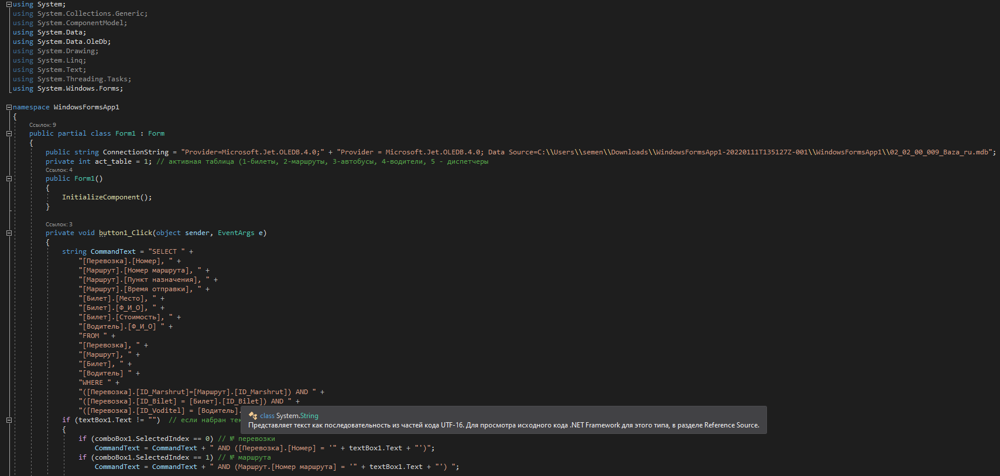 using System;
using System.Collections.Generic;
using System.ComponentModel;
using System.Data;
using System.Data.OleDb;
using System.Drawing;
using System.Linq;
using System.Text;
using System.Threading.Tasks;
using System.Windows.Forms;
namespace WindowsFormsApp1
{
Ссылок: 9
public partial class Form1 : Form
{
public string ConnectionString = "Provider=Microsoft.Jet.OLEDB.4.0;" + "Provider = Microsoft.Jet.OLEDB.4.0; Data Source=C:\\Users\\semen\\Downloads\\WindowsFormsApp1-20220111T135127Z-001\\WindowsFormsApp1\\02_02_00_009_Baza_ru.mdb";
private int act_table = 1; // активная таблица (1-билеты, 2-маршруты, 3-автобусы, 4-водители, 5 - диспетчеры
Ссылок: 4
public Form1()
{
InitializeComponent();
}
Ссылок: 3
private void button1_Click(object sender, EventArgs e)
{
string CommandText = "SELECT " +
"[Перевозка].[Номер], " +
"[Маршрут].[Номер маршрута], " +
"[Маршрут].[Пункт назначения], " +
"[Маршрут].[Время отправки], " +
"[Билет].[Место], " +
"[Билет].[Ф_И_О], " +
"[Билет].[Стоимость], " +
"[Водитель].[Ф_И_О] " +
"FROM " +
"[Перевозка], " +
"[Маршрут], " +
"[Билет], " +
"[Водитель] " +
"WHERE " +
"([Перевозка].[ID_Marshrut]=[Маршрут].[ID_Marshrut]) AND " +
"([Перевозка].[ID_Bilet] = [Билет].[ID_Bilet]) AND " +
"([Перевозка].[ID_Voditel] = [Водитель].
class System.String
if (textBox1.Text != "") // если набран тек
Представляет текст как последовательность из частей кода UTF-16. Для просмотра исходного кода .NET Framework для этого типа, в разделе Reference Source.
{
if (comboBox1.SelectedIndex == 0) // № перевозки
CommandText = CommandText + " AND ([Перевозка].[Номер] = '" + textBox1.Text + "')";
if (comboBox1.SelectedIndex == 1) // № маршрута
CommandText = CommandText + " AND (Маршрут.[Номер маршрута] = '" + textBox1.Text + "') ";